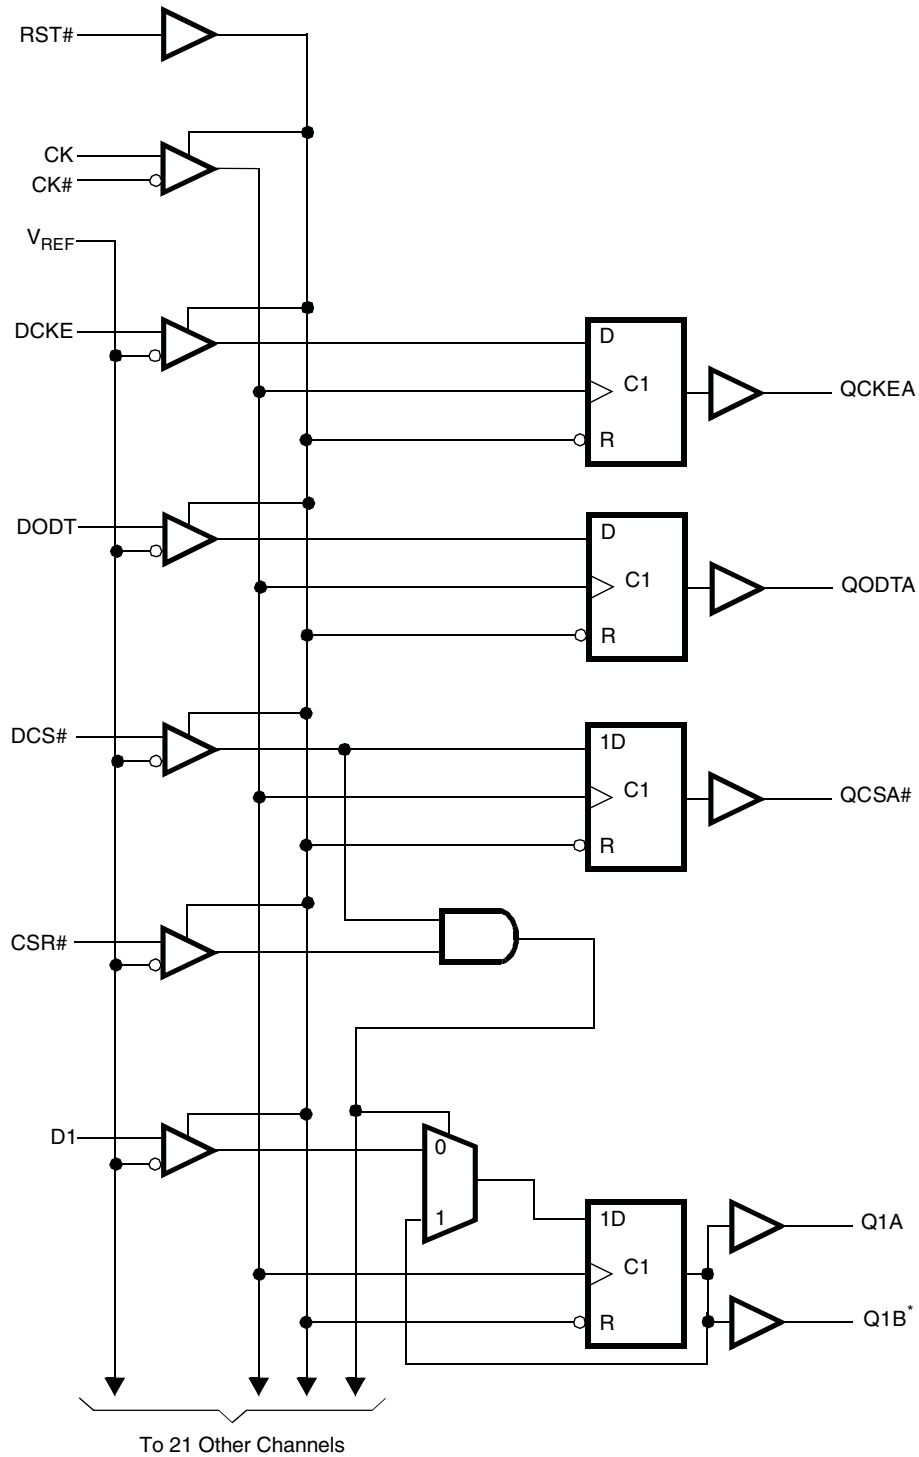 RST#
CK
CK#
VREF
DCKE
D
C1
R
QCKEA
DODT
D
C1
R
QODTA
DCS#
1D
C1
R
QCSA#
CSR#
D1
0
1
1D
C1
R
Q1A
Q1B*
To 21 Other Channels